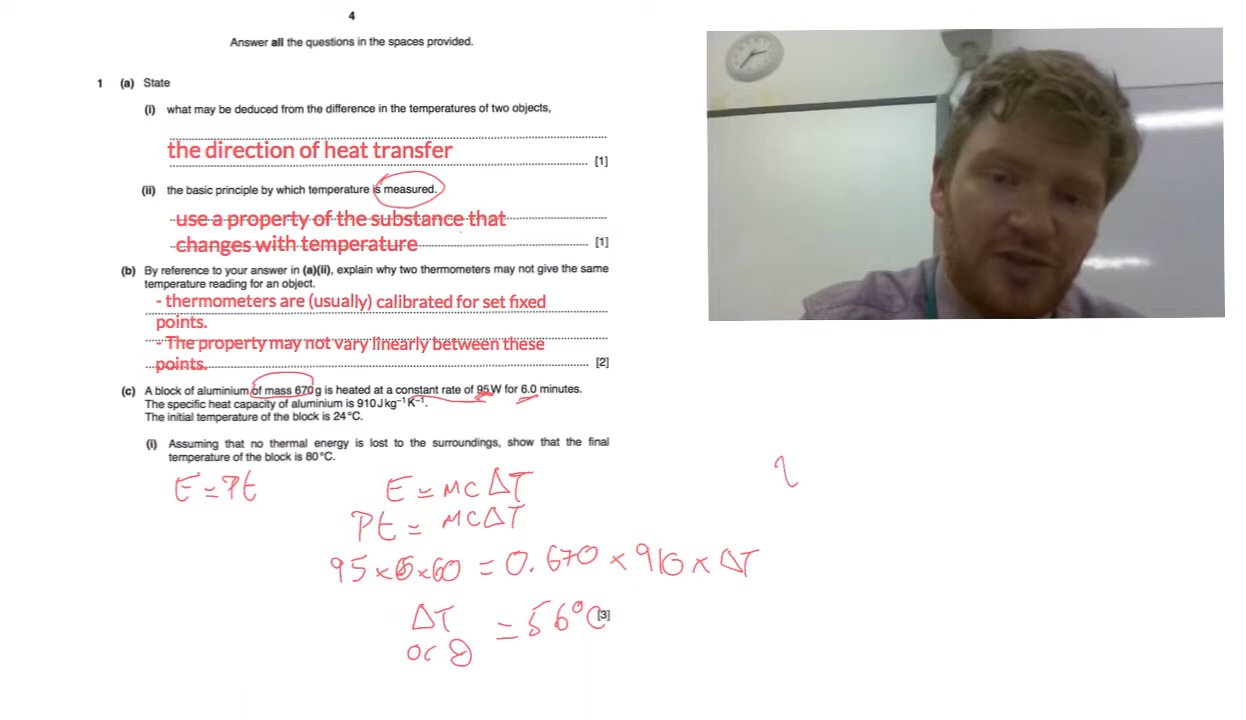 4
Answer all the questions in the spaces provided.
1 (a) State
(i) what may be deduced from the difference in the temperatures of two objects,
the direction of heat transfer
[1]
(ii) the basic principle by which temperature is measured.
use a property of the substance that
changes with temperature
[1]
(b) By reference to your answer in (a)(ii), explain why two thermometers may not give the same
temperature reading for an object.
- thermometers are (usually) calibrated for set fixed
points.
- The property may not vary linearly between these
points.
[2]
(c) A block of aluminium of mass 670 g is heated at a constant rate of 95 W for 6.0 minutes.
The specific heat capacity of aluminium is 910 J kg⁻¹ K⁻¹.
The initial temperature of the block is 24 °C.
(i) Assuming that no thermal energy is lost to the surroundings, show that the final
temperature of the block is 80 °C.
E = Pt
E = mcΔT
Pt = mcΔT
95 × 6 × 60 = 0.670 × 910 × ΔT
ΔT
or θ
= 56°C
[3]